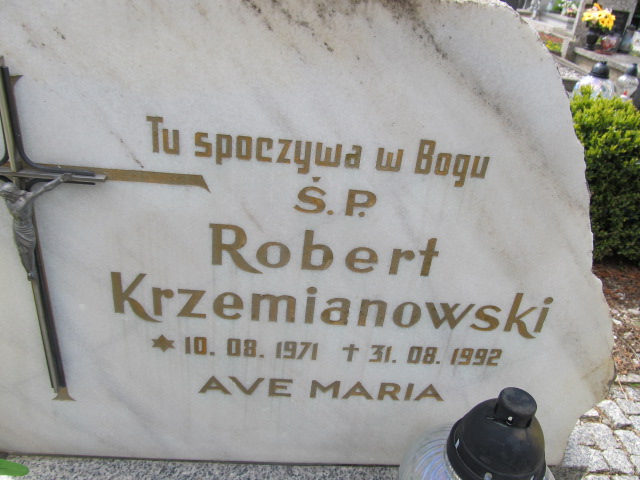 Tu spoczywa w Bogu
Ś. P.
Robert
Krzemianowski
✶ 10. 08. 1971 ✝ 31. 08. 1992
AVE MARIA